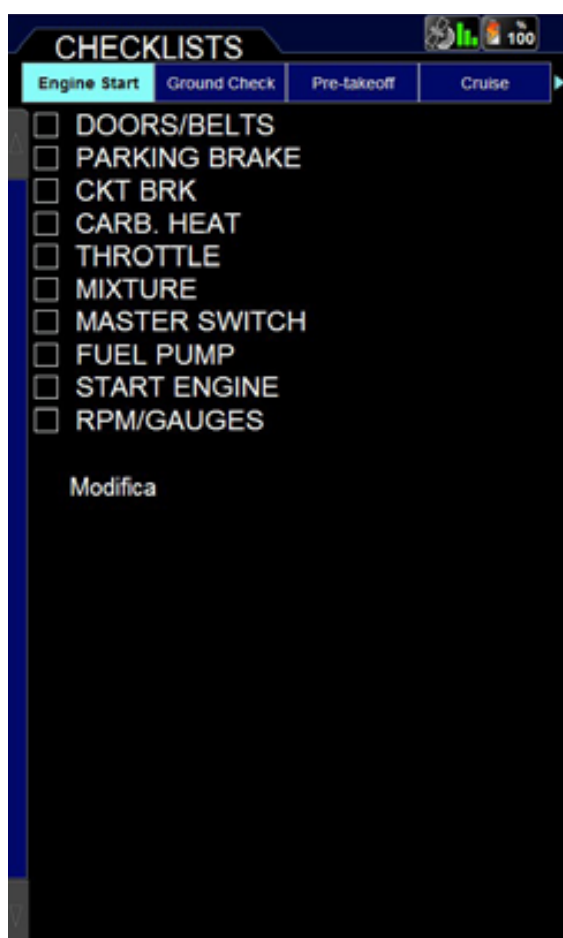 CHECKLISTS
% 100
Engine Start Ground Check Pre-takeoff Cruise
DOORS/BELTS
PARKING BRAKE
CKT BRK
CARB. HEAT
THROTTLE
MIXTURE
MASTER SWITCH
FUEL PUMP
START ENGINE
RPM/GAUGES
Modifica